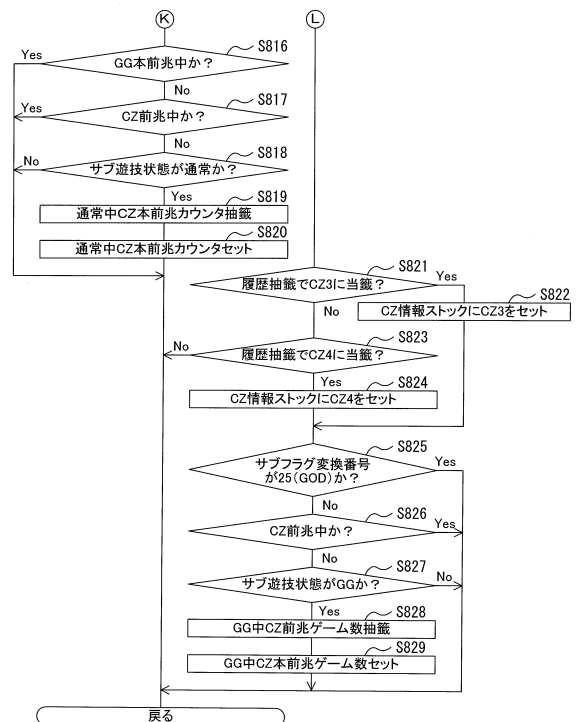 K
L
S816
Yes
GG本前兆中か？
No
S817
Yes
CZ前兆中か？
No
S818
No
サブ遊技状態が通常か？
Yes
S819
通常中CZ本前兆カウンタ抽籤
S820
通常中CZ本前兆カウンタセット
S821
履歴抽籤でCZ3に当籤？
Yes
No
S822
CZ情報ストックにCZ3をセット
S823
No
履歴抽籤でCZ4に当籤？
Yes
S824
CZ情報ストックにCZ4をセット
S825
サブフラグ変換番号
が25(GOD)か？
Yes
No
S826
CZ前兆中か？
Yes
No
S827
サブ遊技状態がGGか？
No
Yes
S828
GG中CZ前兆ゲーム数抽籤
S829
GG中CZ本前兆ゲーム数セット
戻る